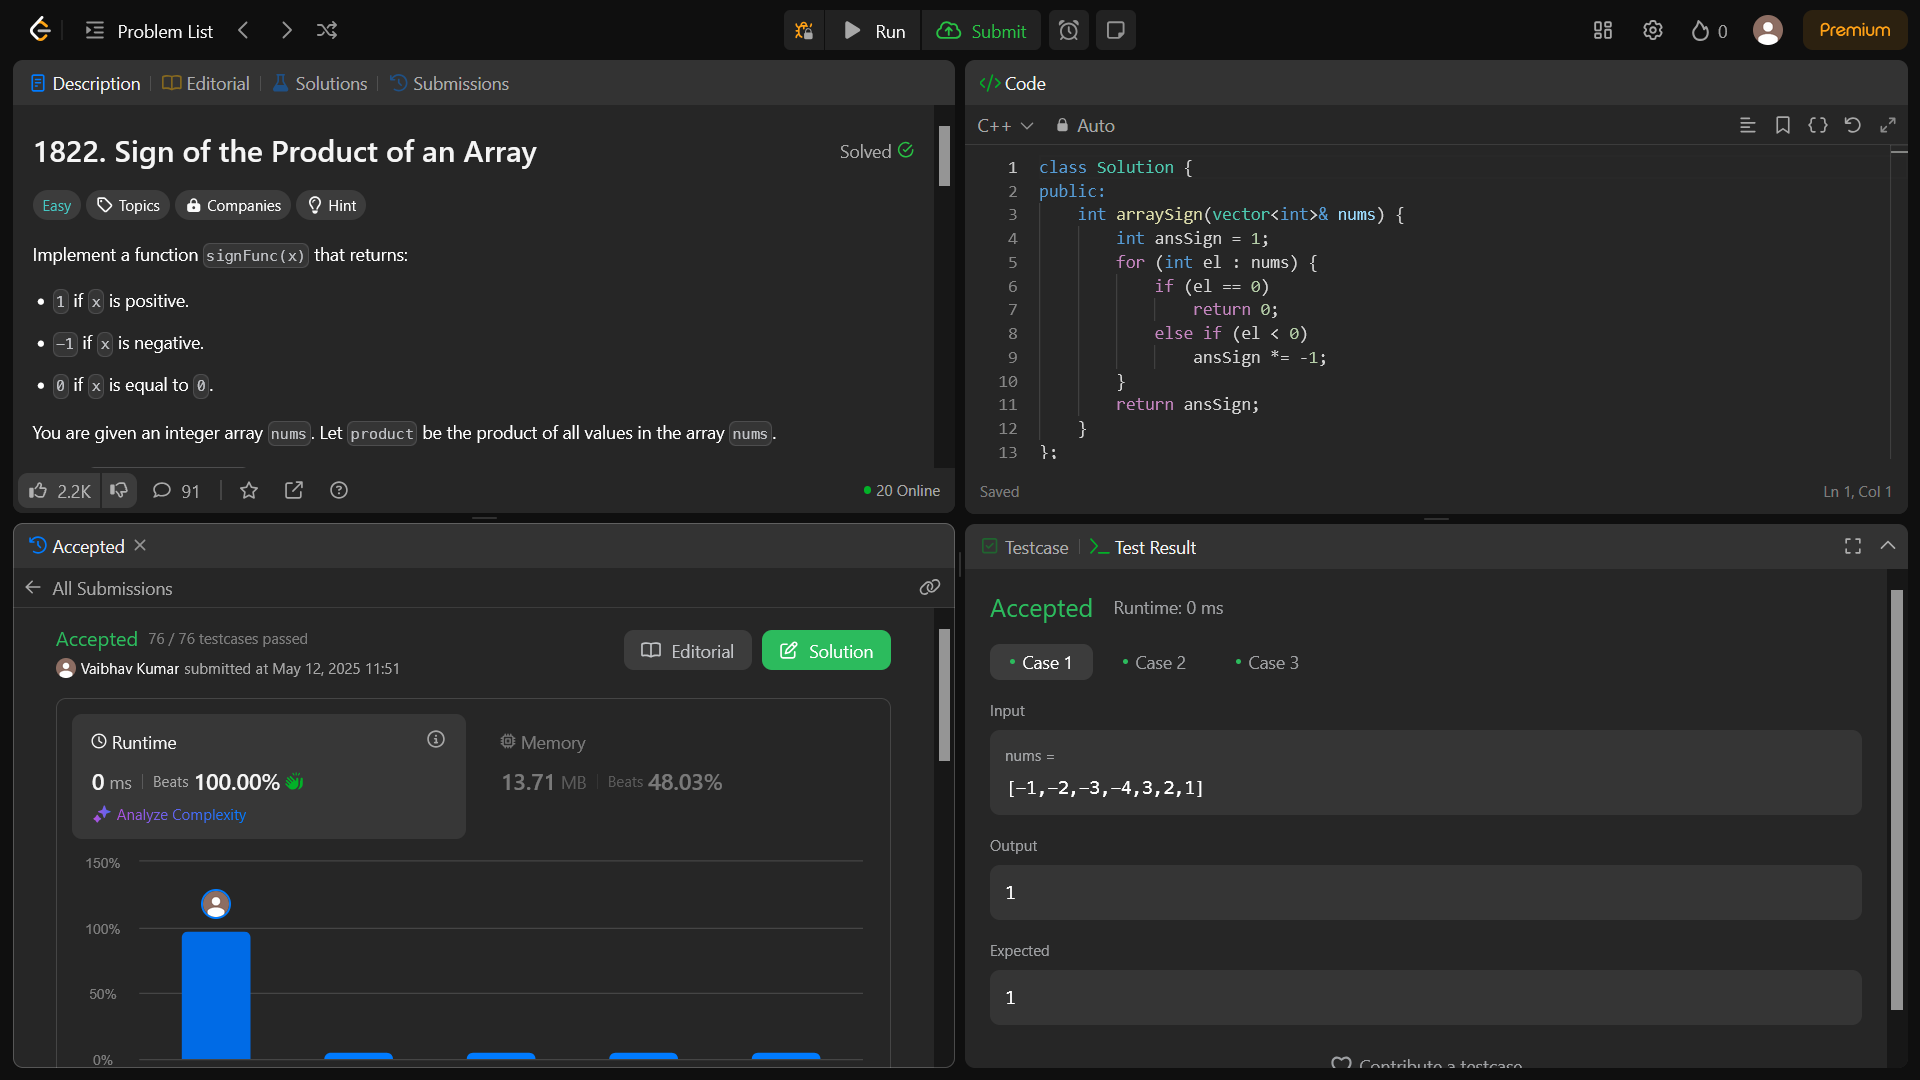 Problem List
Run
Submit
0
Premium
Description
Editorial
Solutions
Submissions
1822. Sign of the Product of an Array
Solved
Easy
Topics
Companies
Hint
Implement a function signFunc(x) that returns:
• 1 if x is positive.
• -1 if x is negative.
• 0 if x is equal to 0.
You are given an integer array nums. Let product be the product of all values in the array nums.
2.2K
91
20 Online
Code
C++
Auto
1 class Solution {
2 public:
3     int arraySign(vector<int>& nums) {
4         int ansSign = 1;
5         for (int el : nums) {
6             if (el == 0)
7                 return 0;
8             else if (el < 0)
9                 ansSign *= -1;
10         }
11         return ansSign;
12     }
13 };
Saved
Ln 1, Col 1
Accepted
All Submissions
Accepted 76 / 76 testcases passed
Vaibhav Kumar submitted at May 12, 2025 11:51
Editorial
Solution
Runtime
0 ms Beats 100.00%
Analyze Complexity
Memory
13.71 MB Beats 48.03%
150%
100%
50%
0%
Testcase
Test Result
Accepted Runtime: 0 ms
• Case 1
• Case 2
• Case 3
Input
nums =
[-1,-2,-3,-4,3,2,1]
Output
1
Expected
1
Contribute a testcase